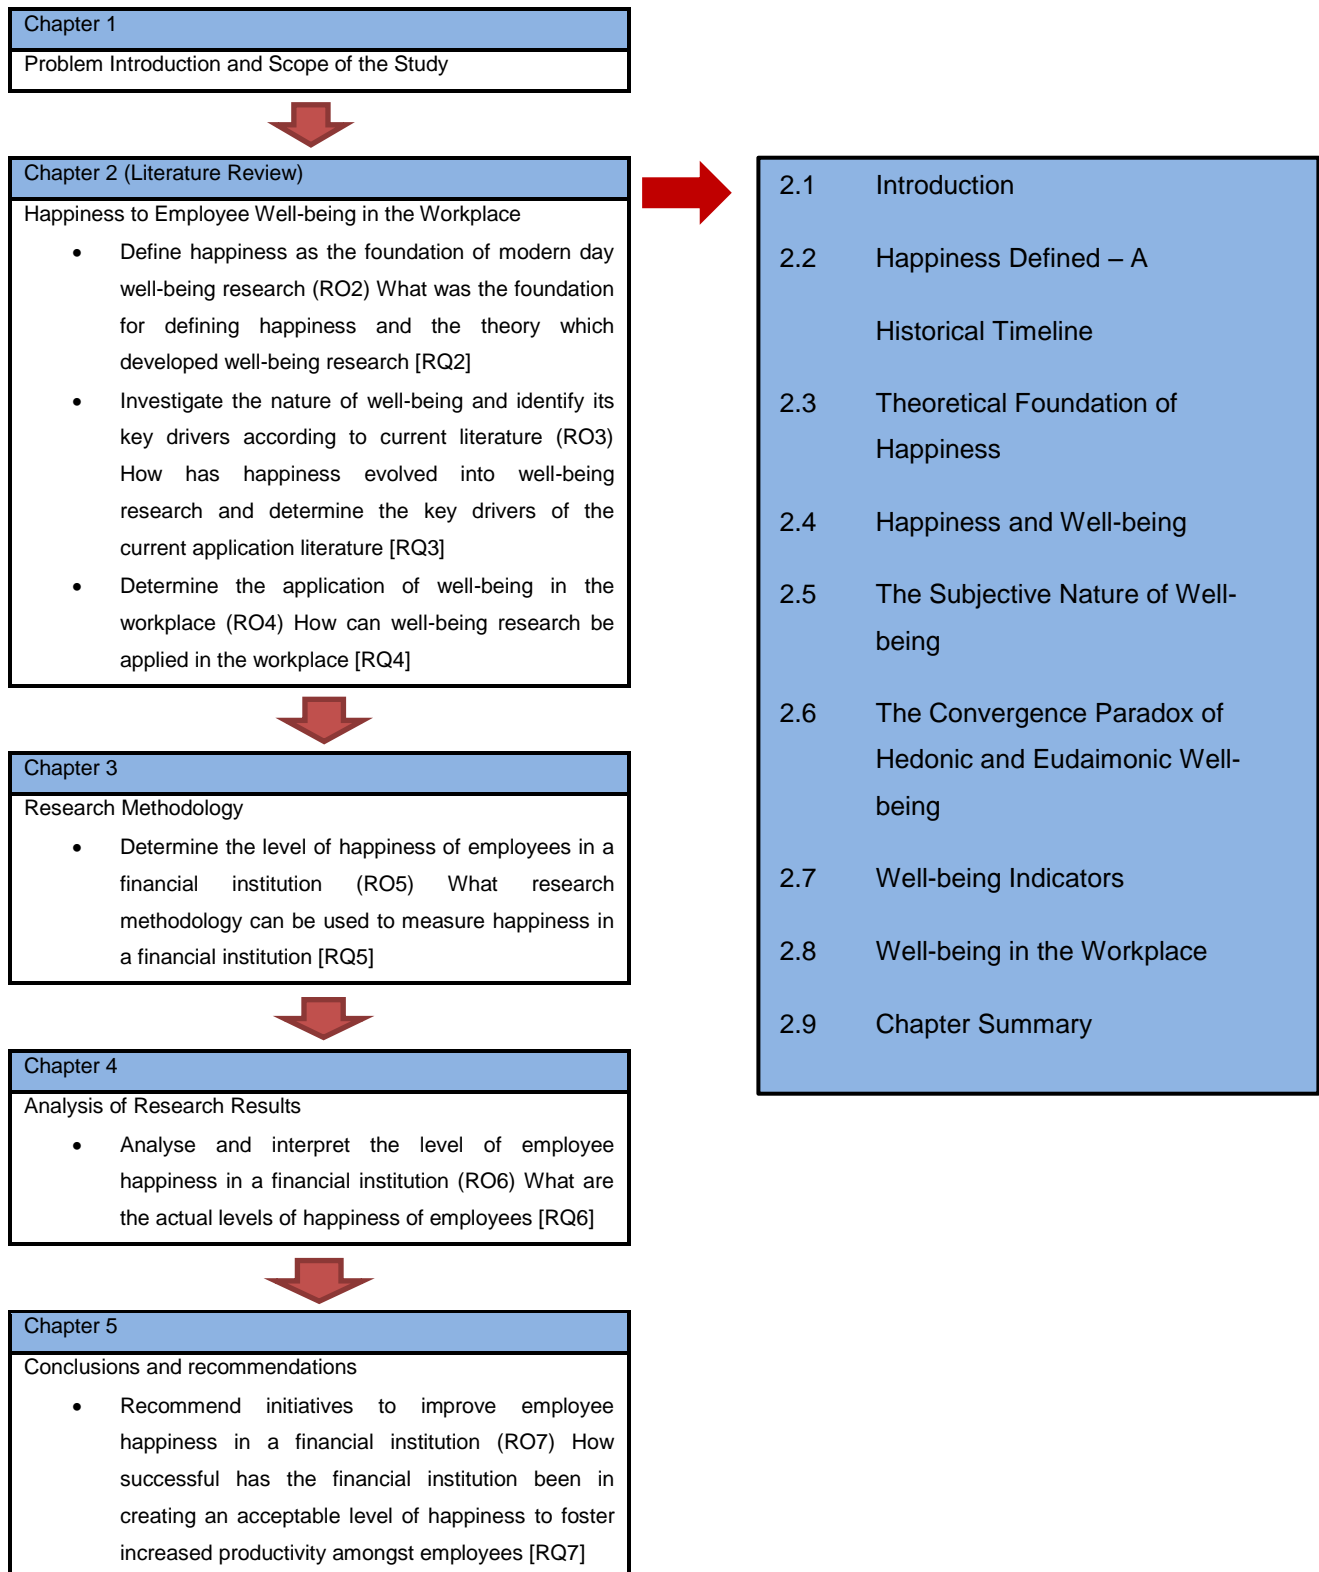 Chapter 1
Problem Introduction and Scope of the Study
Chapter 2 (Literature Review)
Happiness to Employee Well-being in the Workplace
• Define happiness as the foundation of modern day
well-being research (RO2) What was the foundation
for defining happiness and the theory which
developed well-being research [RQ2]
• Investigate the nature of well-being and identify its
key drivers according to current literature (RO3)
How has happiness evolved into well-being
research and determine the key drivers of the
current application literature [RQ3]
• Determine the application of well-being in the
workplace (RO4) How can well-being research be
applied in the workplace [RQ4]
Chapter 3
Research Methodology
• Determine the level of happiness of employees in a
financial institution (RO5) What research
methodology can be used to measure happiness in
a financial institution [RQ5]
Chapter 4
Analysis of Research Results
• Analyse and interpret the level of employee
happiness in a financial institution (RO6) What are
the actual levels of happiness of employees [RQ6]
Chapter 5
Conclusions and recommendations
• Recommend initiatives to improve employee
happiness in a financial institution (RO7) How
successful has the financial institution been in
creating an acceptable level of happiness to foster
increased productivity amongst employees [RQ7]
2.1 Introduction
2.2 Happiness Defined – A
Historical Timeline
2.3 Theoretical Foundation of
Happiness
2.4 Happiness and Well-being
2.5 The Subjective Nature of Well-
being
2.6 The Convergence Paradox of
Hedonic and Eudaimonic Well-
being
2.7 Well-being Indicators
2.8 Well-being in the Workplace
2.9 Chapter Summary